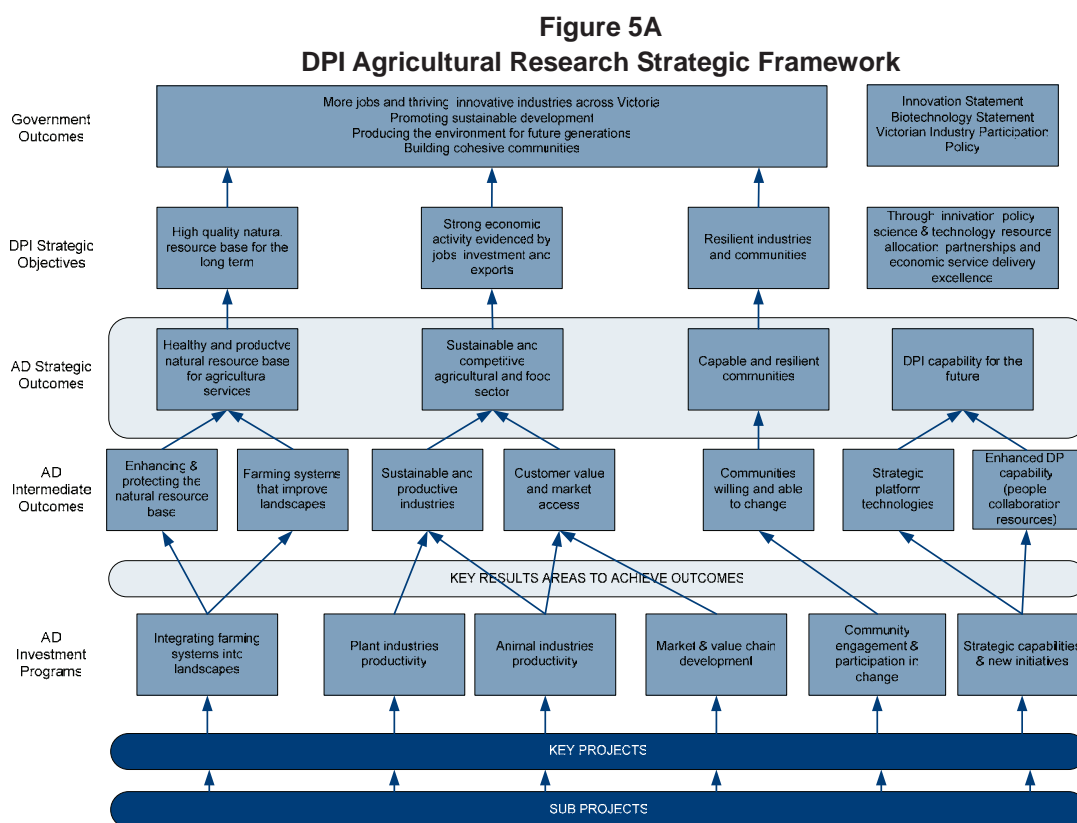 Figure 5A
DPI Agricultural Research Strategic Framework
Government
Outcomes
More jobs and thriving innovative industries across Victoria
Promoting sustainable development
Producing the environment for future generations
Building cohesive communities
Innovation Statement
Biotechnology Statement
Victorian Industry Participation
Policy
DPI Strategic
Objectives
High quality natural
resource base for the
long term
Strong economic
activity evidenced by
jobs, investment and
exports
Resilient industries
and communities
Through innivation policy
science & technology resource
allocation partnerships and
economic service delivery
excellence
AD Strategic
Outcomes
Healthy and productve
natural resource base
for agricultura
services
Sustainable and
competitive
agricultural and food
sector
Capable and resilient
communities
DPI capability for the
future
AD
Intermediate
Outcomes
Enhancing &
protecting the
natural resource
base
Farming systems
that improve
landscapes
Sustainable and
productive
industries
Customer value
and market
access
Communities
willing and able
to change
Strategic
platform
technologies
Enhanced DP
capability
(people
collaboration
resources)
KEY RESULTS AREAS TO ACHIEVE OUTCOMES
AD
Investment
Programs
Integrating farming
systems into
landscapes
Plant industries
productivity
Animal industries
productivity
Market & value chain
development
Community
engagement &
participation in
change
Strategic capabilities
& new initiatives
KEY PROJECTS
SUB PROJECTS